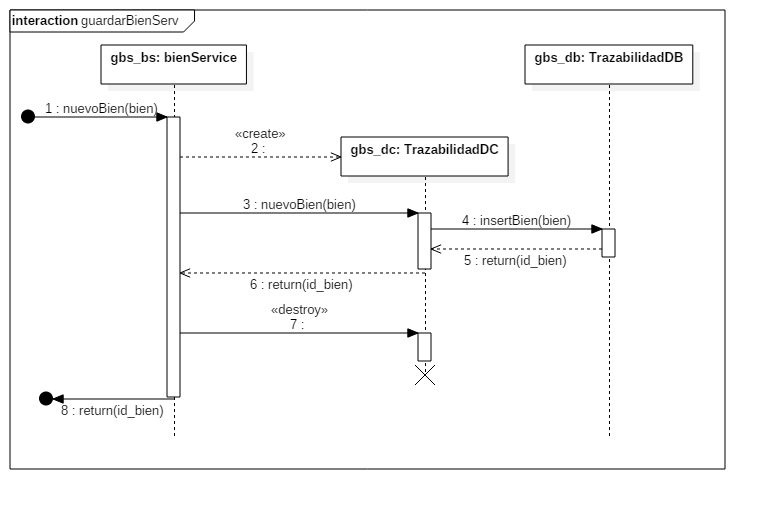 interaction guardarBienServ
gbs_bs: bienService
gbs_db: TrazabilidadDB
1 : nuevoBien(bien)
«create»
2 :
gbs_dc: TrazabilidadDC
3 : nuevoBien(bien)
4 : insertBien(bien)
5 : return(id_bien)
6 : return(id_bien)
«destroy»
7 :
8 : return(id_bien)